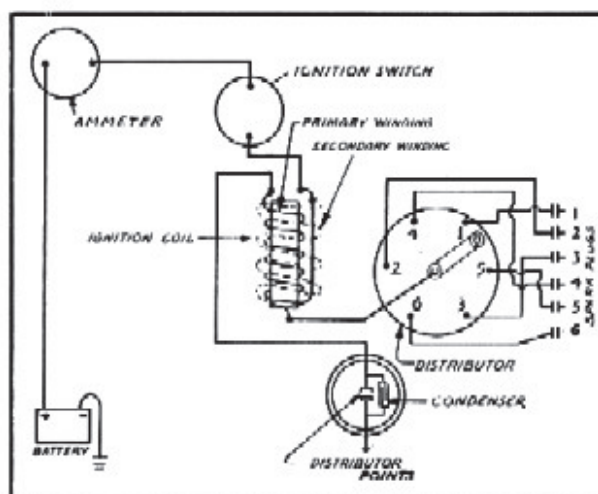 IGNITION SWITCH
AMMETER
PRIMARY WINDING
SECONDARY WINDING
IGNITION COIL
4
1
2
5
6
3
1
2
3
4
5
6
SPARK PLUGS
DISTRIBUTOR
CONDENSER
+ -
BATTERY
DISTRIBUTOR
POINTS